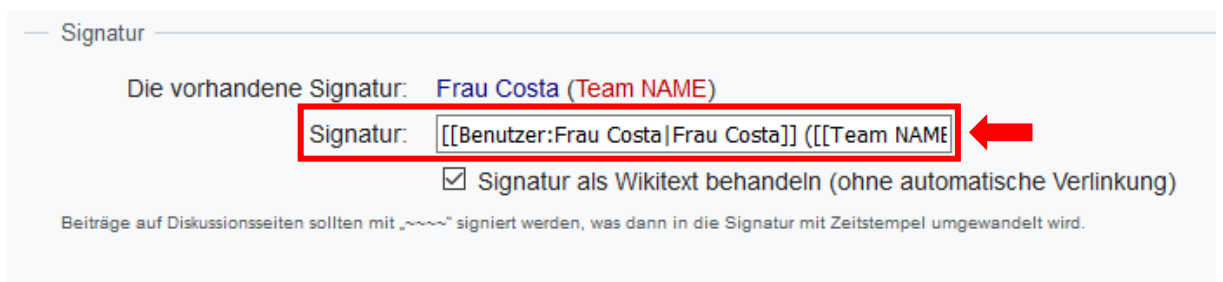 Signatur
Die vorhandene Signatur: Frau Costa (Team NAME)
Signatur: [[Benutzer:Frau Costa|Frau Costa]] ([[Team NAME
Signatur als Wikitext behandeln (ohne automatische Verlinkung)
Beiträge auf Diskussionsseiten sollten mit „~~~~“ signiert werden, was dann in die Signatur mit Zeitstempel umgewandelt wird.